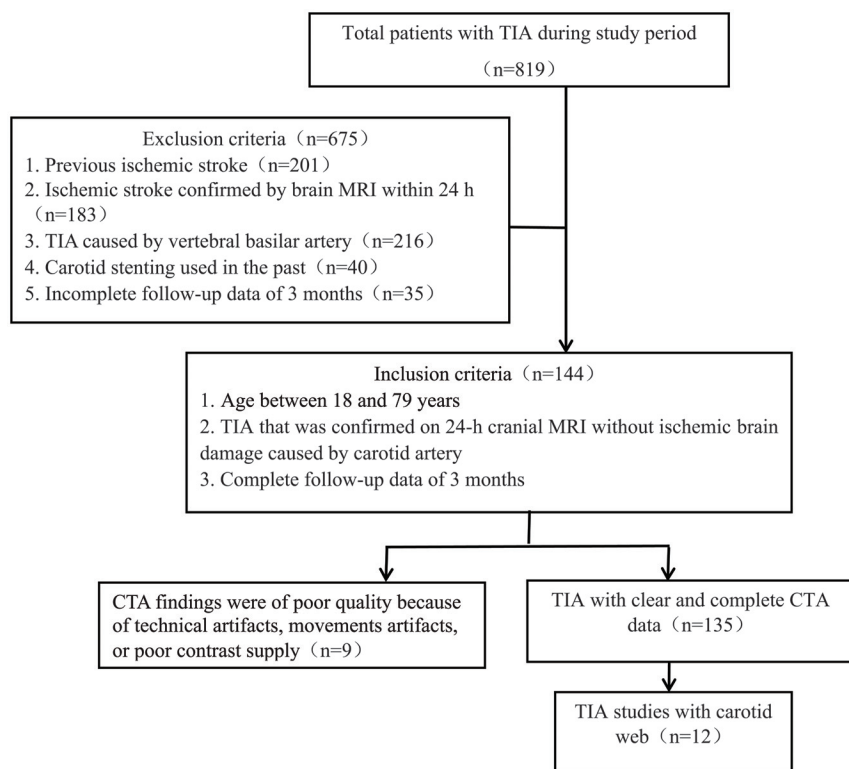 Total patients with TIA during study period
（n=819）
Exclusion criteria（n=675）
1. Previous ischemic stroke（n=201）
2. Ischemic stroke confirmed by brain MRI within 24 h
（n=183）
3. TIA caused by vertebral basilar artery（n=216）
4. Carotid stenting used in the past（n=40）
5. Incomplete follow-up data of 3 months（n=35）
Inclusion criteria（n=144）
1. Age between 18 and 79 years
2. TIA that was confirmed on 24-h cranial MRI without ischemic brain
damage caused by carotid artery
3. Complete follow-up data of 3 months
CTA findings were of poor quality because
of technical artifacts, movements artifacts,
or poor contrast supply（n=9）
TIA with clear and complete CTA
data（n=135）
TIA studies with carotid
web（n=12）